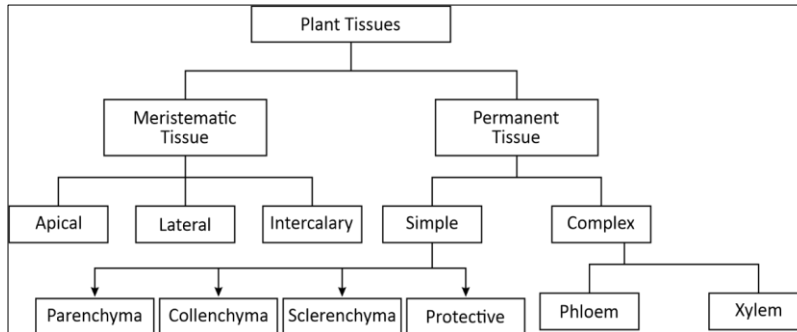 Plant Tissues
Meristematic
Tissue
Permanent
Tissue
Apical
Lateral
Intercalary
Simple
Complex
Parenchyma
Collenchyma
Sclerenchyma
Protective
Phloem
Xylem